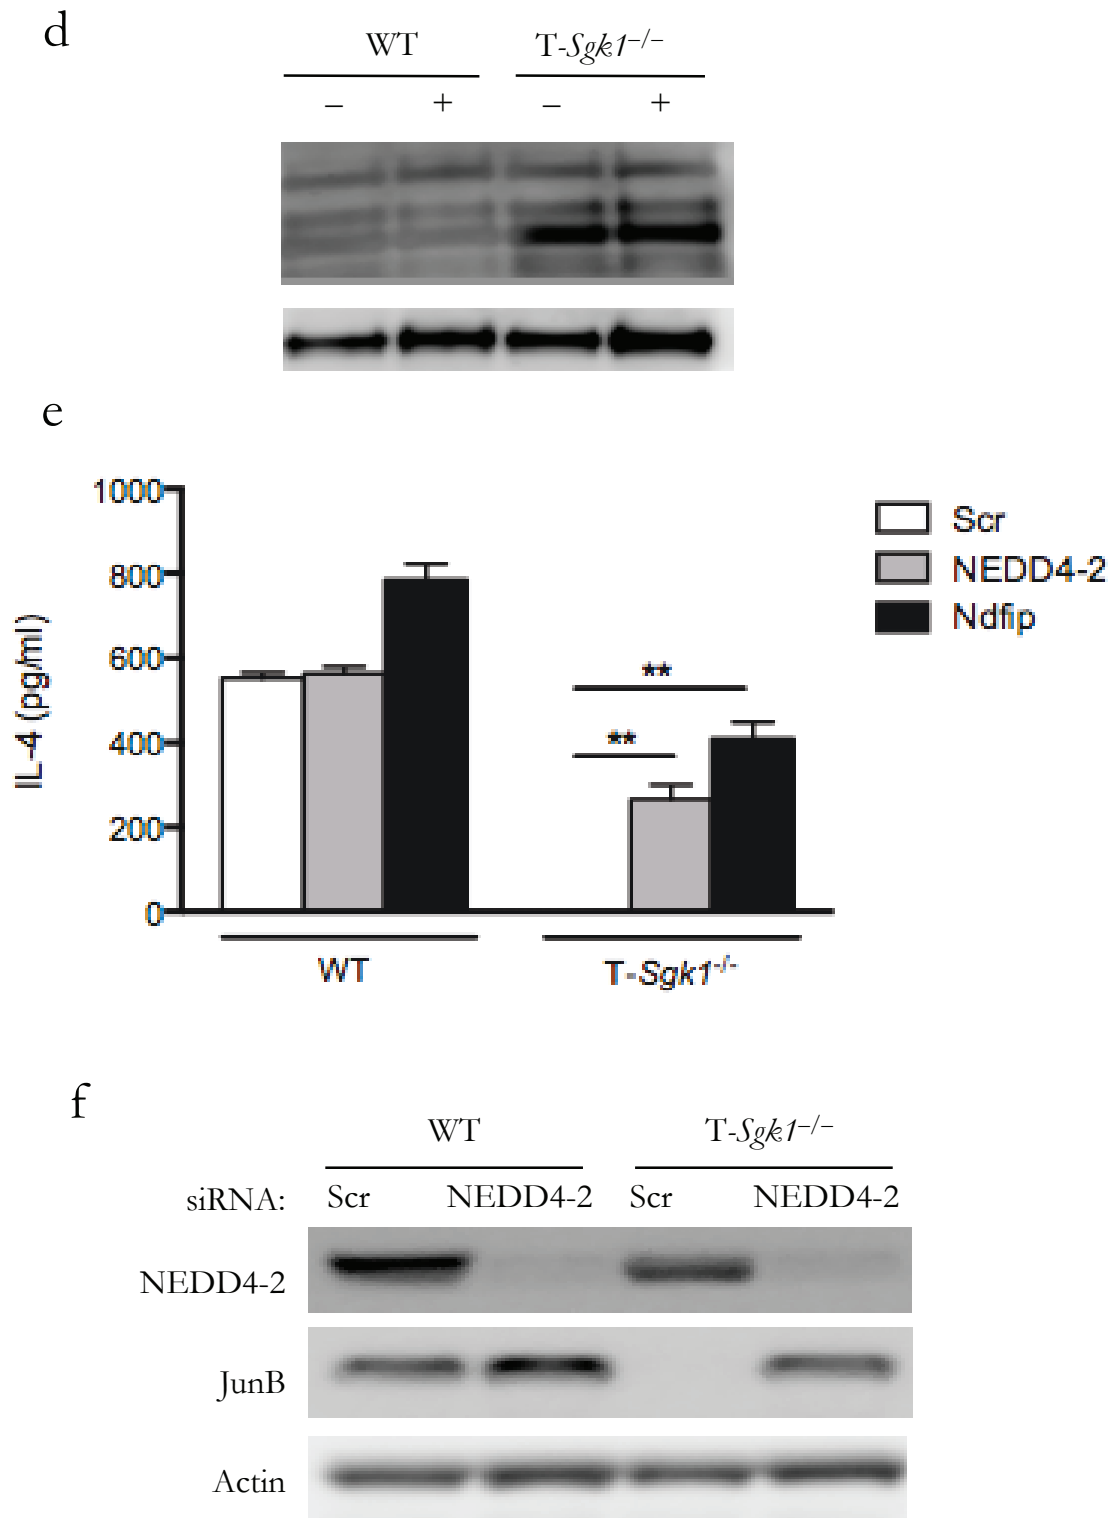 d
WT T-Sgk1–/–
– + – +
e
1000
800
600
400
200
0
IL-4 (pg/ml)
Scr
NEDD4-2
Ndfip
**
**
WT T-Sgk1-/-
f
WT T-Sgk1–/–
siRNA: Scr NEDD4-2 Scr NEDD4-2
NEDD4-2
JunB
Actin